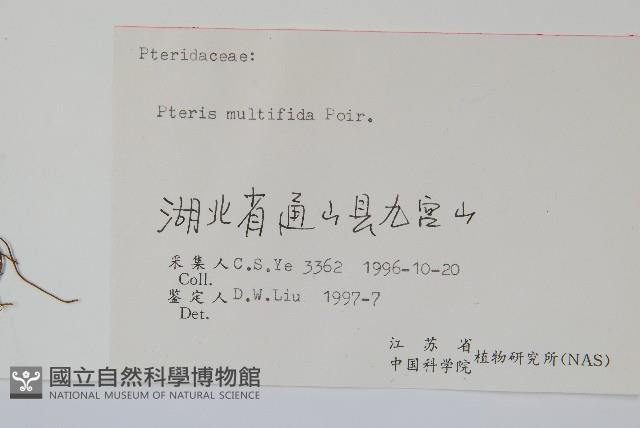 Pteridaceae:
Pteris multifida Poir.
湖北省通山县九宫山
采集人 C.S.Ye 3362 1996-10-20
Coll.
鉴定人 D.W.Liu 1997-7
Det.
江苏省
中国科学院 植物研究所(NAS)
國立自然科學博物館
NATIONAL MUSEUM OF NATURAL SCIENCE